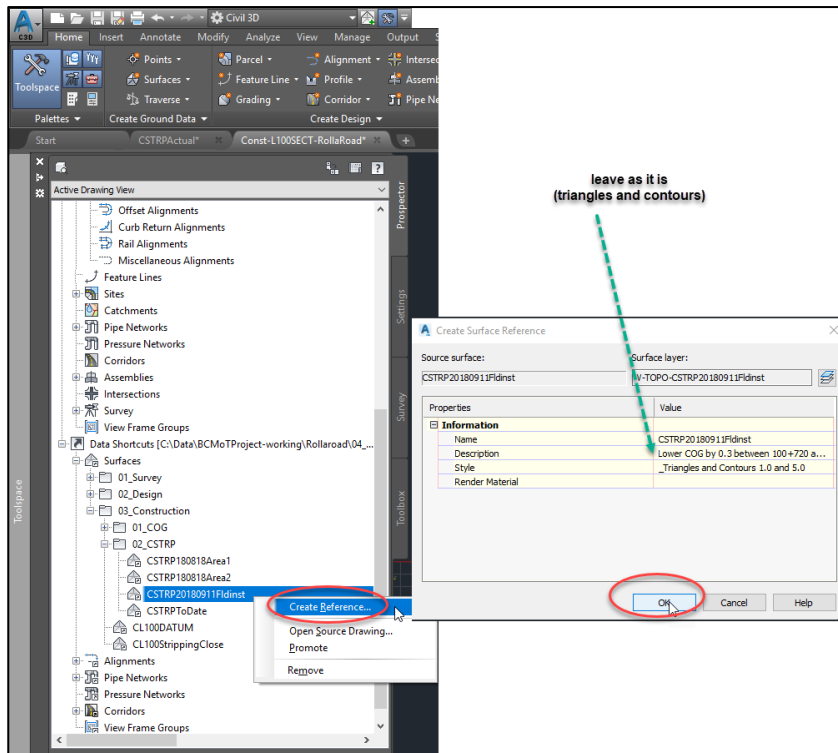 C3D
Civil 3D
Home Insert Annotate Modify Analyze View Manage Output
Toolspace
Points
Surfaces
Traverse
Parcel
Feature Line
Grading
Alignment
Profile
Corridor
Intersec
Assemb
Pipe Ne
Palettes
Create Ground Data
Create Design
Start
CSTRPActual*
Const-L100SECT-RollaRoad*
Active Drawing View
Offset Alignments
Curb Return Alignments
Rail Alignments
Miscellaneous Alignments
Feature Lines
Sites
Catchments
Pipe Networks
Pressure Networks
Corridors
Assemblies
Intersections
Survey
View Frame Groups
Data Shortcuts [C:\Data\BCMoTProject-working\Rollaroad\04_...
Surfaces
01_Survey
02_Design
03_Construction
01_COG
02_CSTRP
CSTRP180818Area1
CSTRP180818Area2
CSTRP20180911Fldinst
CSTRPToDate
CL100DATUM
CL100StrippingClose
Alignments
Pipe Networks
Pressure Networks
Corridors
View Frame Groups
Toolspace
Prospector
Settings
Survey
Toolbox
Create Reference...
Open Source Drawing...
Promote
Remove
leave as it is
(triangles and contours)
Create Surface Reference
Source surface:
Surface layer:
CSTRP20180911Fldinst
V-TOPO-CSTRP20180911Fldinst
Properties Value
Information
Name CSTRP20180911Fldinst
Description Lower COG by 0.3 between 100+720 a...
Style _Triangles and Contours 1.0 and 5.0
Render Material
OK Cancel Help